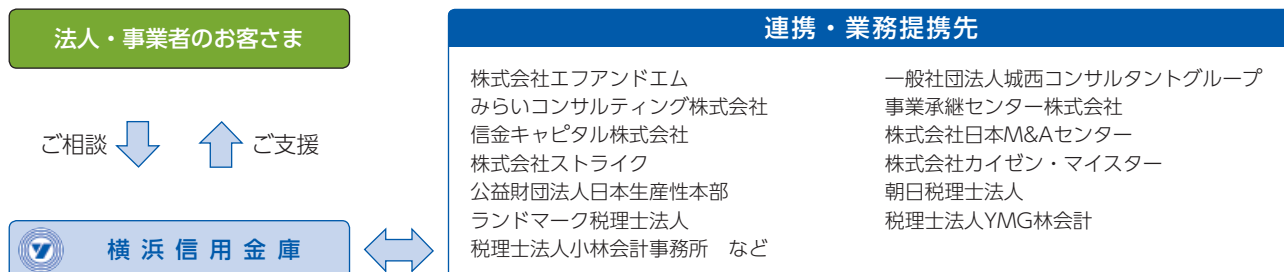 法人・事業者のお客さま
ご相談 ご支援
横浜信用金庫
連携・業務提携先
株式会社エフアンドエム
みらいコンサルティング株式会社
信金キャピタル株式会社
株式会社ストライク
公益財団法人日本生産性本部
ランドマーク税理士法人
税理士法人小林会計事務所 など
一般社団法人城西コンサルタントグループ
事業承継センター株式会社
株式会社日本M&Aセンター
株式会社カイゼン・マイスター
朝日税理士法人
税理士法人YMG林会計